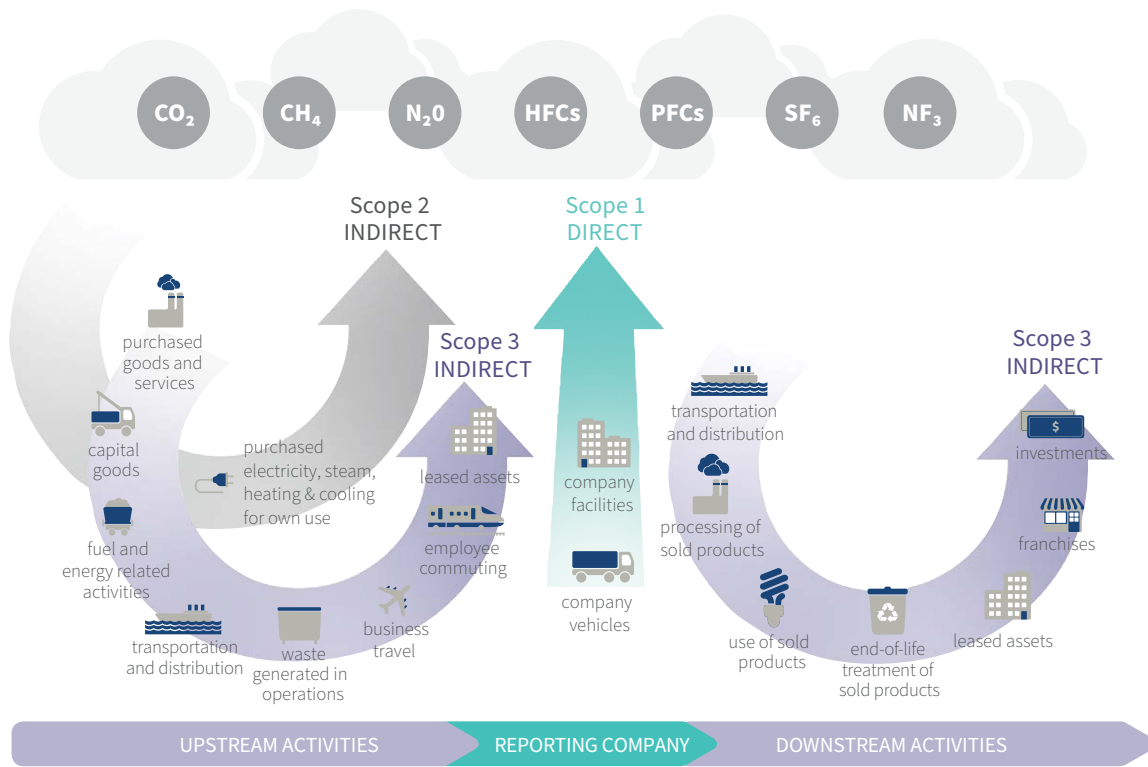 CO₂
CH₄
N₂0
HFCs
PFCs
SF₆
NF₃
Scope 2
INDIRECT
Scope 1
DIRECT
Scope 3
INDIRECT
Scope 3
INDIRECT
purchased
goods and
services
capital
goods
fuel and
energy related
activities
transportation
and distribution
waste
generated in
operations
business
travel
employee
commuting
leased assets
purchased
electricity, steam,
heating & cooling
for own use
company
facilities
company
vehicles
transportation
and distribution
processing of
sold products
use of sold
products
end-of-life
treatment of
sold products
leased assets
franchises
$
investments
UPSTREAM ACTIVITIES
REPORTING COMPANY
DOWNSTREAM ACTIVITIES